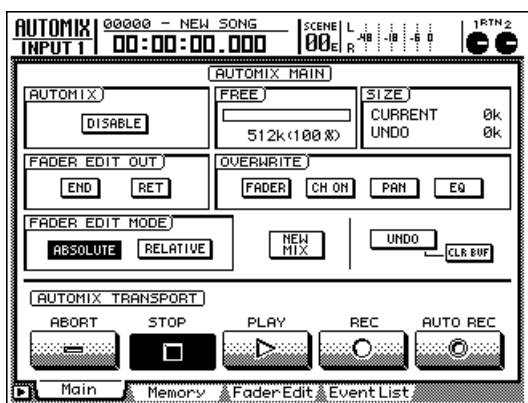 AUTOMIX 00000 - NEW SONG SCENE L -48 -18 -6 0 1RTN2
INPUT 1 00:00:00.000 00E R
AUTOMIX MAIN
AUTOMIX FREE SIZE
DISABLE 512k(100%) CURRENT 0k
UNDO 0k
FADER EDIT OUT OVERWRITE
END RET FADER CH ON PAN EQ
FADER EDIT MODE
ABSOLUTE RELATIVE NEW MIX UNDO CLR BUF
AUTOMIX TRANSPORT
ABORT STOP PLAY REC AUTO REC
Main Memory Fader Edit Event List